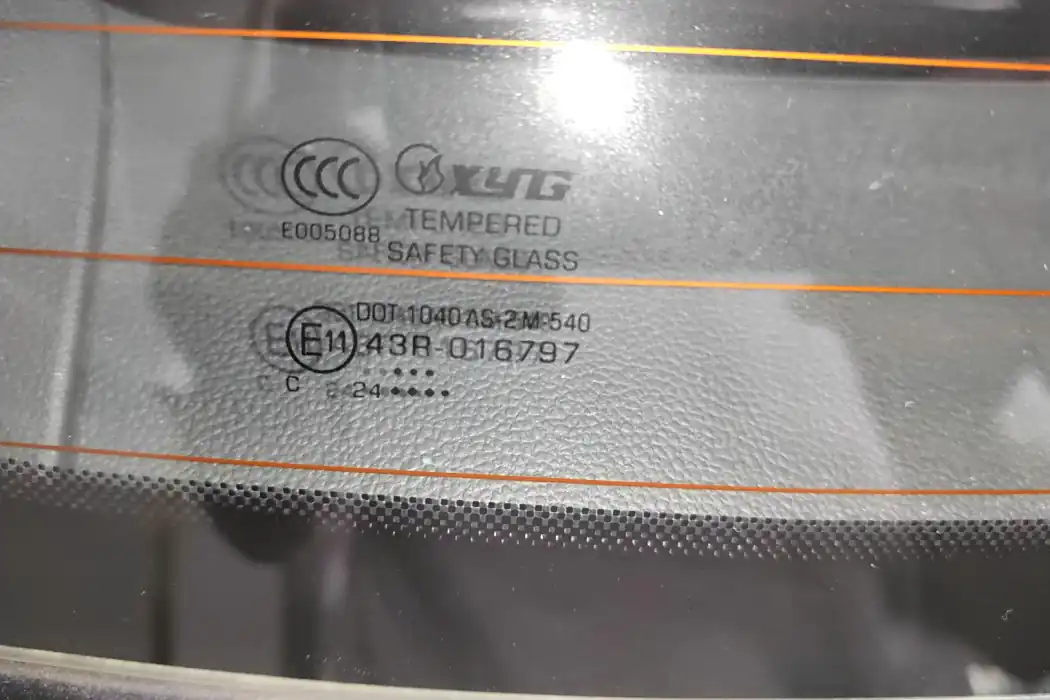 CCC XYG
TEMPERED
E005088
SAFETY GLASS
DOT-1040 AS-2 M-540
E11 43R-016797
C 24••••